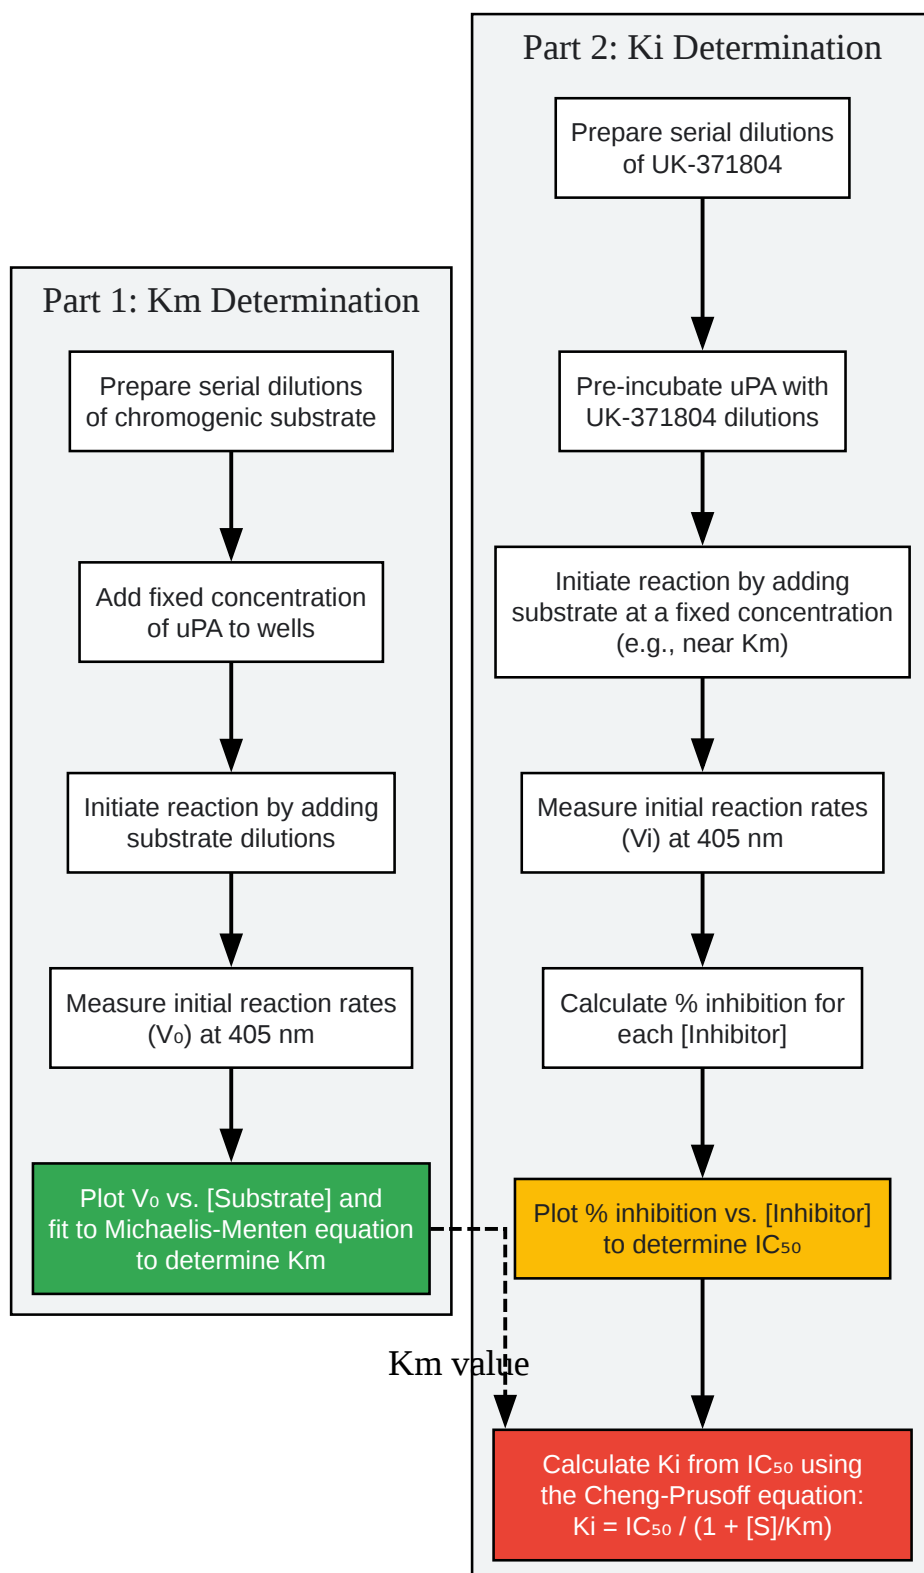 Part 1: Km Determination
Prepare serial dilutions
of chromogenic substrate
Add fixed concentration
of uPA to wells
Initiate reaction by adding
substrate dilutions
Measure initial reaction rates
(V₀) at 405 nm
Plot V₀ vs. [Substrate] and
fit to Michaelis-Menten equation
to determine Km
Km value
Part 2: Ki Determination
Prepare serial dilutions
of UK-371804
Pre-incubate uPA with
UK-371804 dilutions
Initiate reaction by adding
substrate at a fixed concentration
(e.g., near Km)
Measure initial reaction rates
(Vi) at 405 nm
Calculate % inhibition for
each [Inhibitor]
Plot % inhibition vs. [Inhibitor]
to determine IC₅₀
Calculate Ki from IC₅₀ using
the Cheng-Prusoff equation:
Ki = IC₅₀ / (1 + [S]/Km)